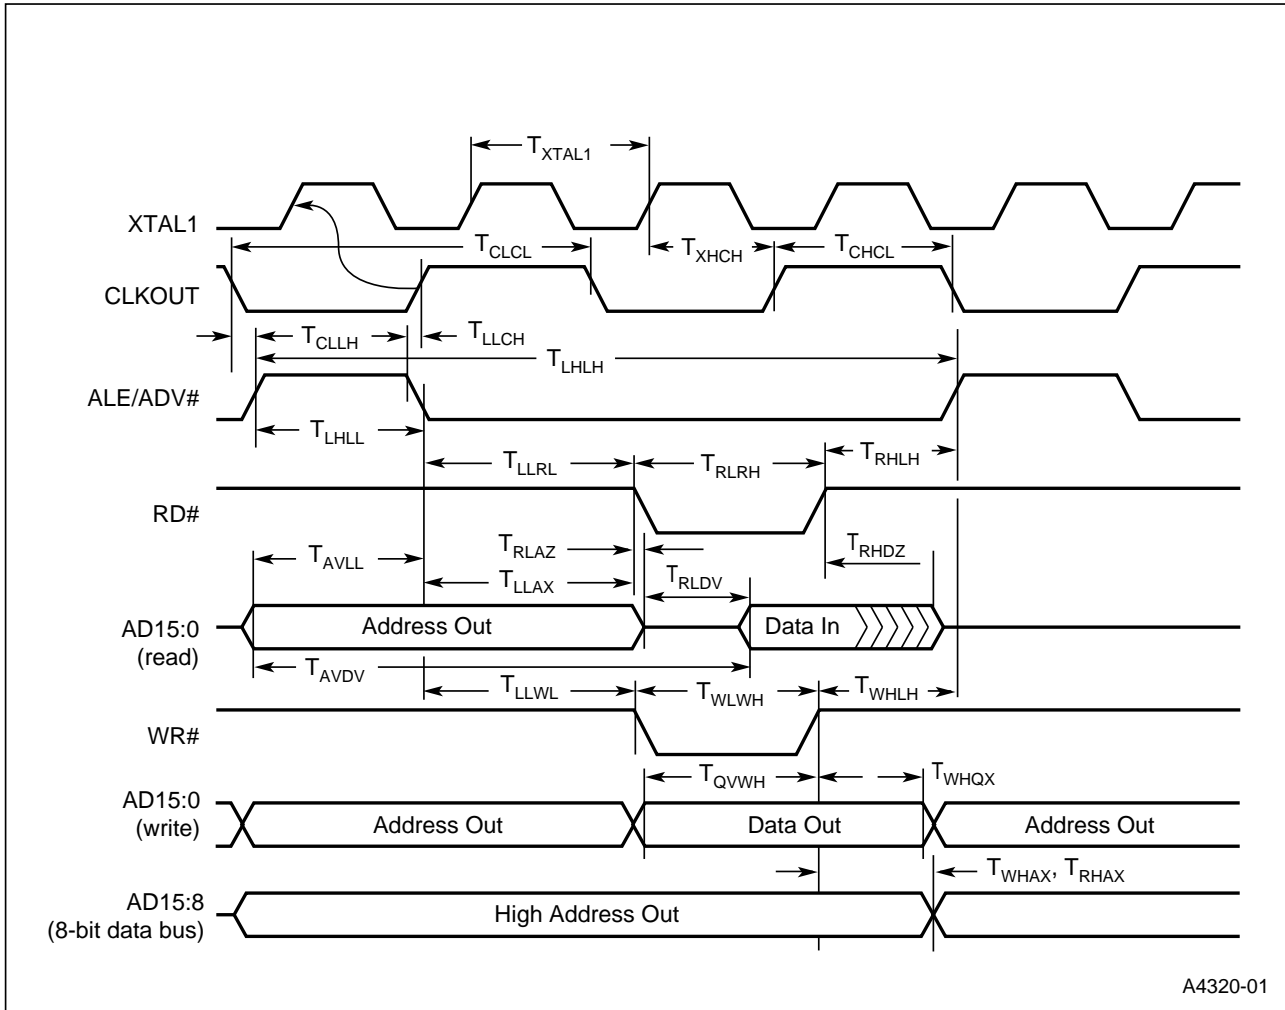 TXTAL1
XTAL1
TCLCL
TXHCH
TCHCL
CLKOUT
TCLLH
TLLCH
TLHLH
ALE/ADV#
TLHLL
TLLRL
TRLRH
TRHLH
RD#
TAVLL
TRLAZ
TRHDZ
TLLAX
TRLDV
AD15:0
(read)
Address Out
Data In
TAVDV
TLLWL
TWLWH
TWHLH
WR#
TQVWH
TWHQX
AD15:0
(write)
Address Out
Data Out
Address Out
TWHAX, TRHAX
AD15:8
(8-bit data bus)
High Address Out
A4320-01